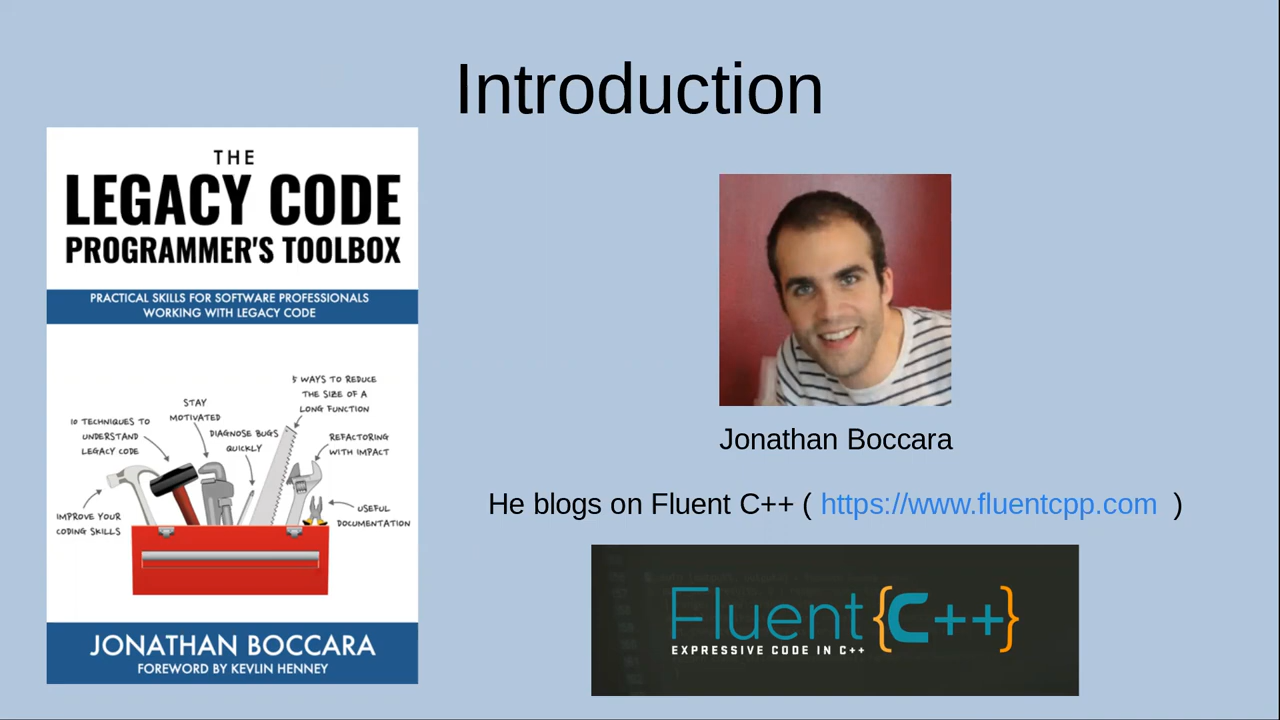 Introduction
THE
LEGACY CODE
PROGRAMMER'S TOOLBOX
PRACTICAL SKILLS FOR SOFTWARE PROFESSIONALS
WORKING WITH LEGACY CODE
5 WAYS TO REDUCE
THE SIZE OF A
LONG FUNCTION
STAY
MOTIVATED
10 TECHNIQUES TO
UNDERSTAND
LEGACY CODE
DIAGNOSE BUGS
QUICKLY
REFACTORING
WITH IMPACT
IMPROVE YOUR
CODING SKILLS
USEFUL
DOCUMENTATION
JONATHAN BOCCARA
FOREWORD BY KEVLIN HENNEY
Jonathan Boccara
He blogs on Fluent C++ ( https://www.fluentcpp.com )
Fluent {C++}
EXPRESSIVE CODE IN C++